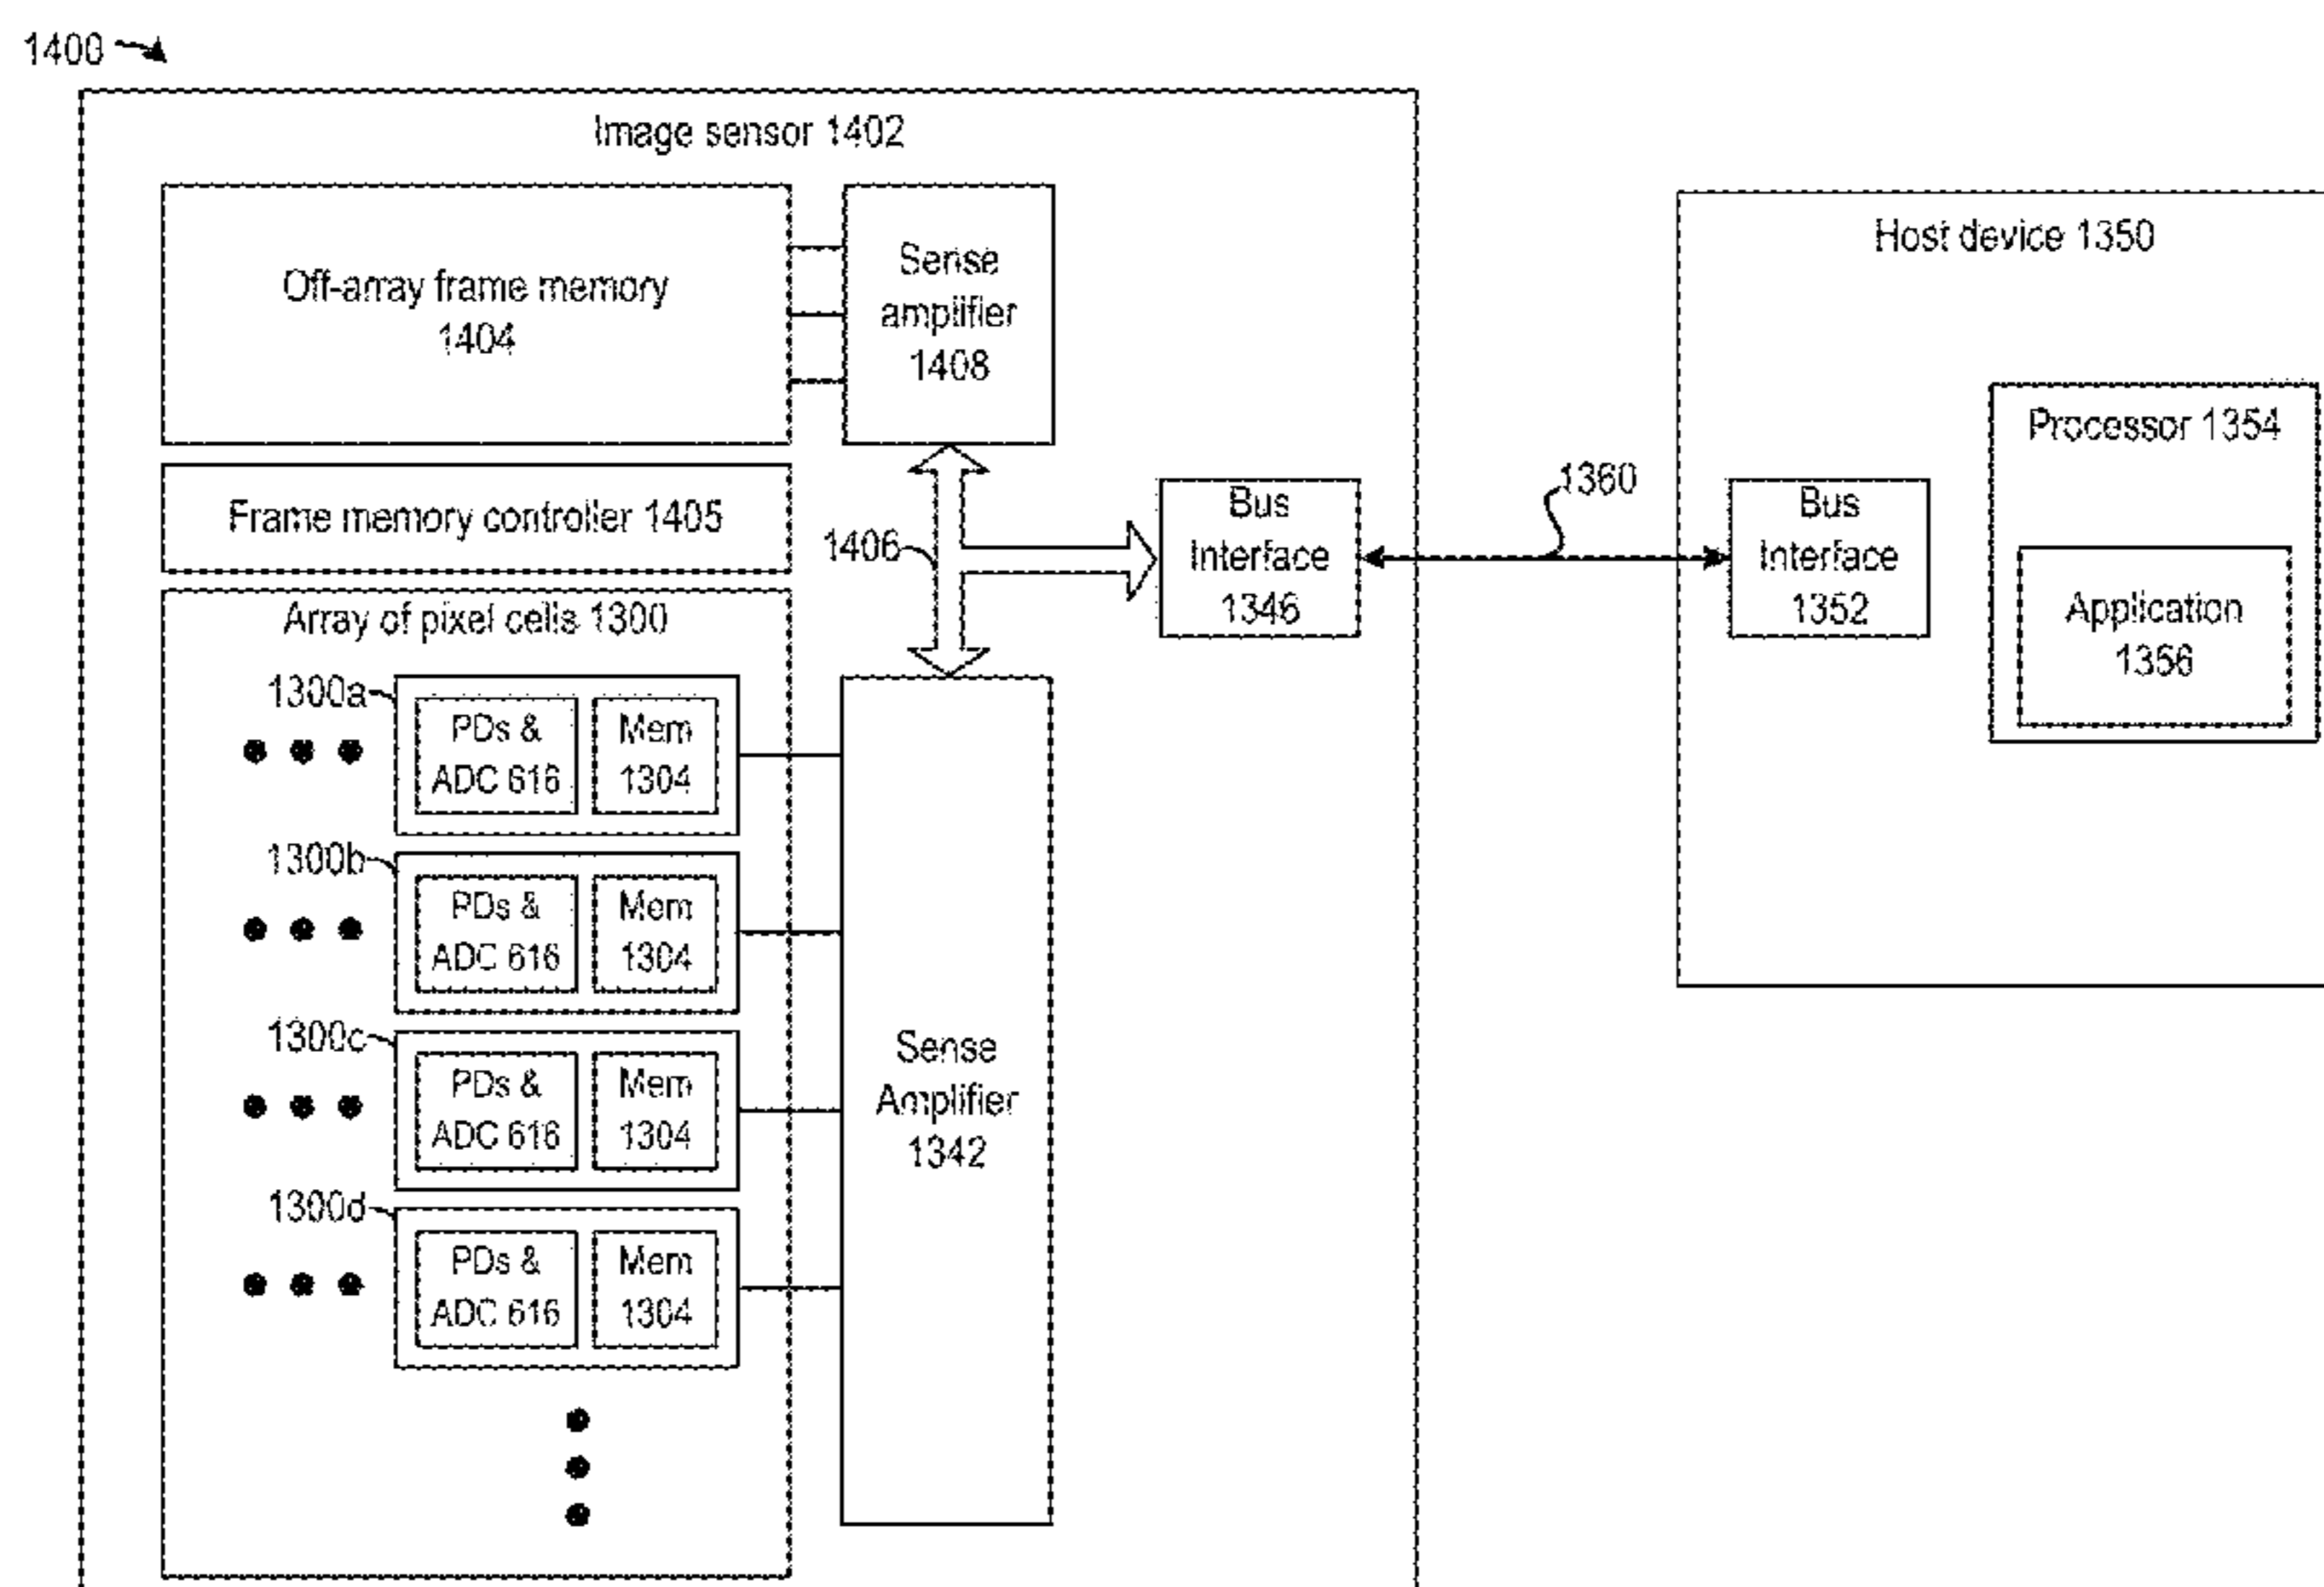 1400
Image sensor 1402
Off-array frame memory
1404
Sense
amplifier
1408
Frame memory controller 1405
1406
Bus
Interface
1346
1360
Host device 1350
Bus
Interface
1352
Processor 1354
Application
1356
Array of pixel cells 1300
1300a
PDs &
ADC 616
Mem
1304
1300b
PDs &
ADC 616
Mem
1304
1300c
PDs &
ADC 616
Mem
1304
1300d
PDs &
ADC 616
Mem
1304
Sense
Amplifier
1342